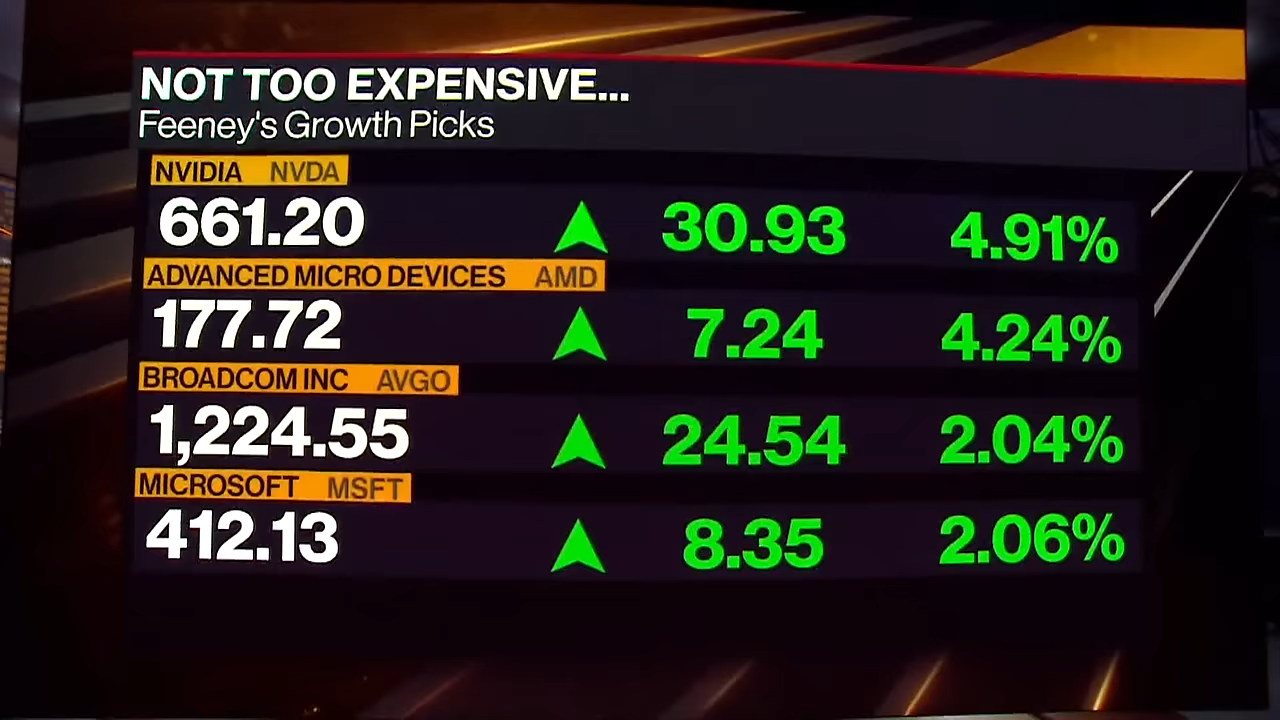 NOT TOO EXPENSIVE...
Feeney's Growth Picks
NVIDIA NVDA
661.20 ▲ 30.93 4.91%
ADVANCED MICRO DEVICES AMD
177.72 ▲ 7.24 4.24%
BROADCOM INC AVGO
1,224.55 ▲ 24.54 2.04%
MICROSOFT MSFT
412.13 ▲ 8.35 2.06%